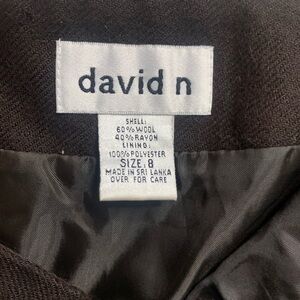 david n
SHELL:
60%WOOL
40%RAYON
LINING:
100%POLYESTER
SIZE:8
MADE IN SRI LANKA
OVER FOR CARE